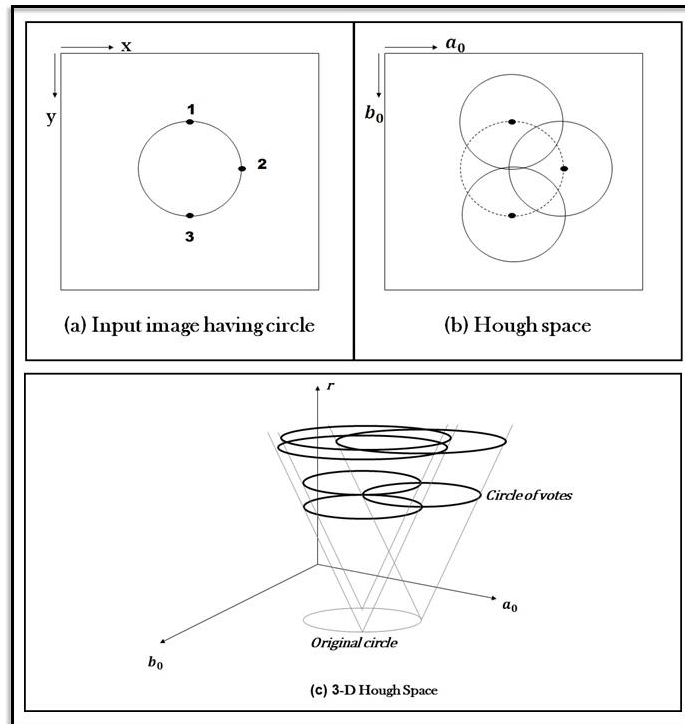 x
y
1
2
3
(a) Input image having circle
a₀
b₀
(b) Hough space
r
Circle of votes
a₀
Original circle
b₀
(c) 3-D Hough Space